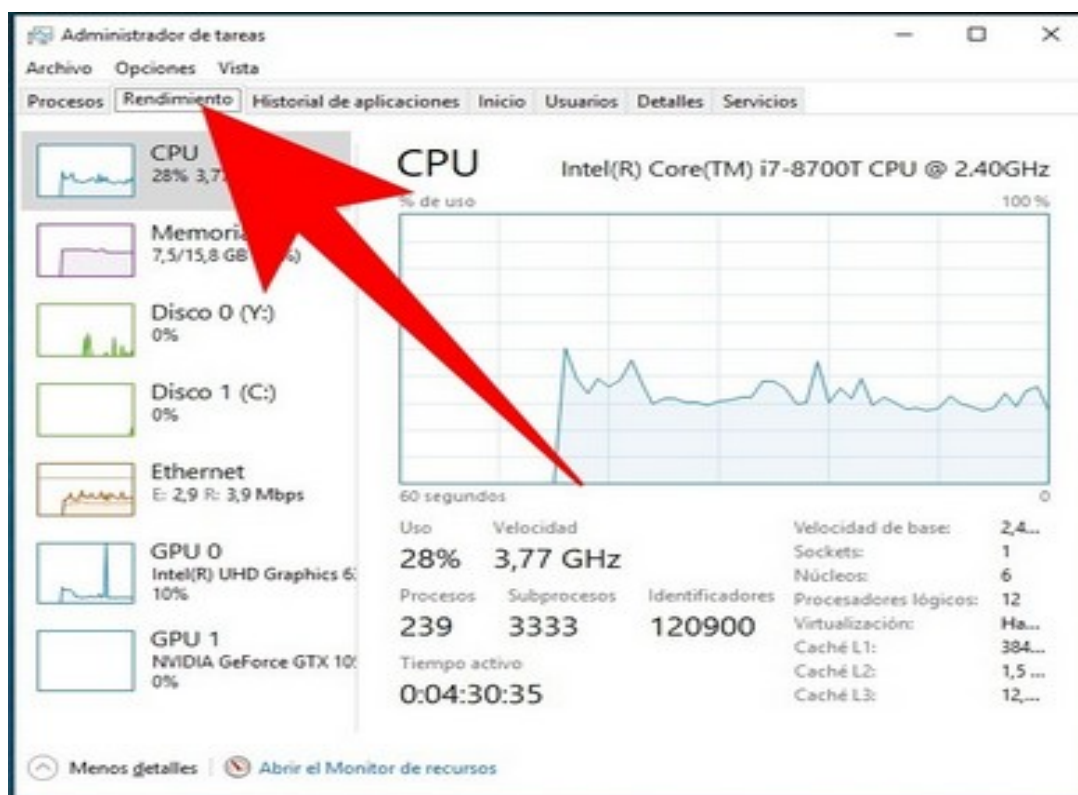 Administrador de tareas
Archivo Opciones Vista
Procesos Rendimiento Historial de aplicaciones Inicio Usuarios Detalles Servicios
CPU
28%
Memoria
7,5/15,8 GB
Disco 0 (Y:)
0%
Disco 1 (C:)
0%
Ethernet
E: 2,9 R: 3,9 Mbps
GPU 0
Intel(R) UHD Graphics
10%
GPU 1
NVIDIA GeForce GTX
0%
CPU Intel(R) Core(TM) i7-8700T CPU @ 2.40GHz
% de uso 100 %
60 segundos 0
Uso Velocidad
28% 3,77 GHz
Procesos Subprocesos Identificadores
239 3333 120900
Tiempo activo
0:04:30:35
Velocidad de base: 2,4...
Sockets: 1
Núcleos: 6
Procesadores lógicos: 12
Virtualización: Ha...
Caché L1: 384...
Caché L2: 1,5 ...
Caché L3: 12,...
Menos detalles Abrir el Monitor de recursos